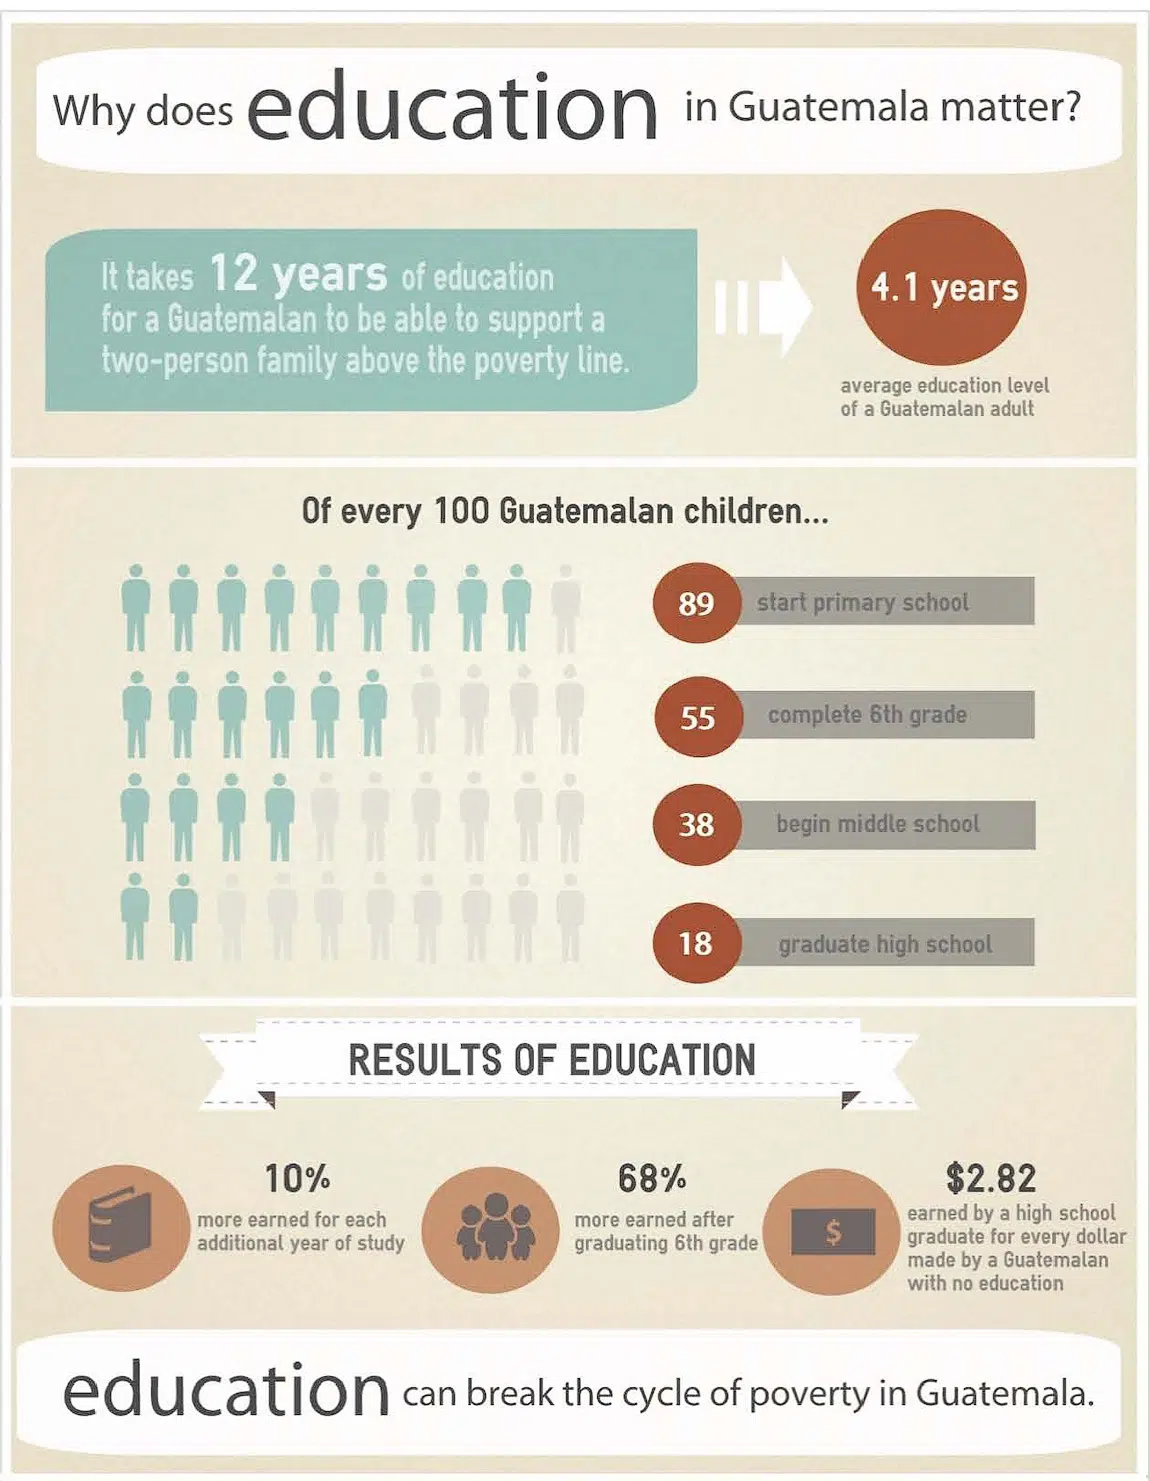 Why does education in Guatemala matter?
It takes 12 years of education
for a Guatemalan to be able to support a
two-person family above the poverty line.
4.1 years
average education level
of a Guatemalan adult
Of every 100 Guatemalan children...
89 start primary school
55 complete 6th grade
38 begin middle school
18 graduate high school
RESULTS OF EDUCATION
10%
more earned for each
additional year of study
68%
more earned after
graduating 6th grade
$
$2.82
earned by a high school
graduate for every dollar
made by a Guatemalan
with no education
education can break the cycle of poverty in Guatemala.